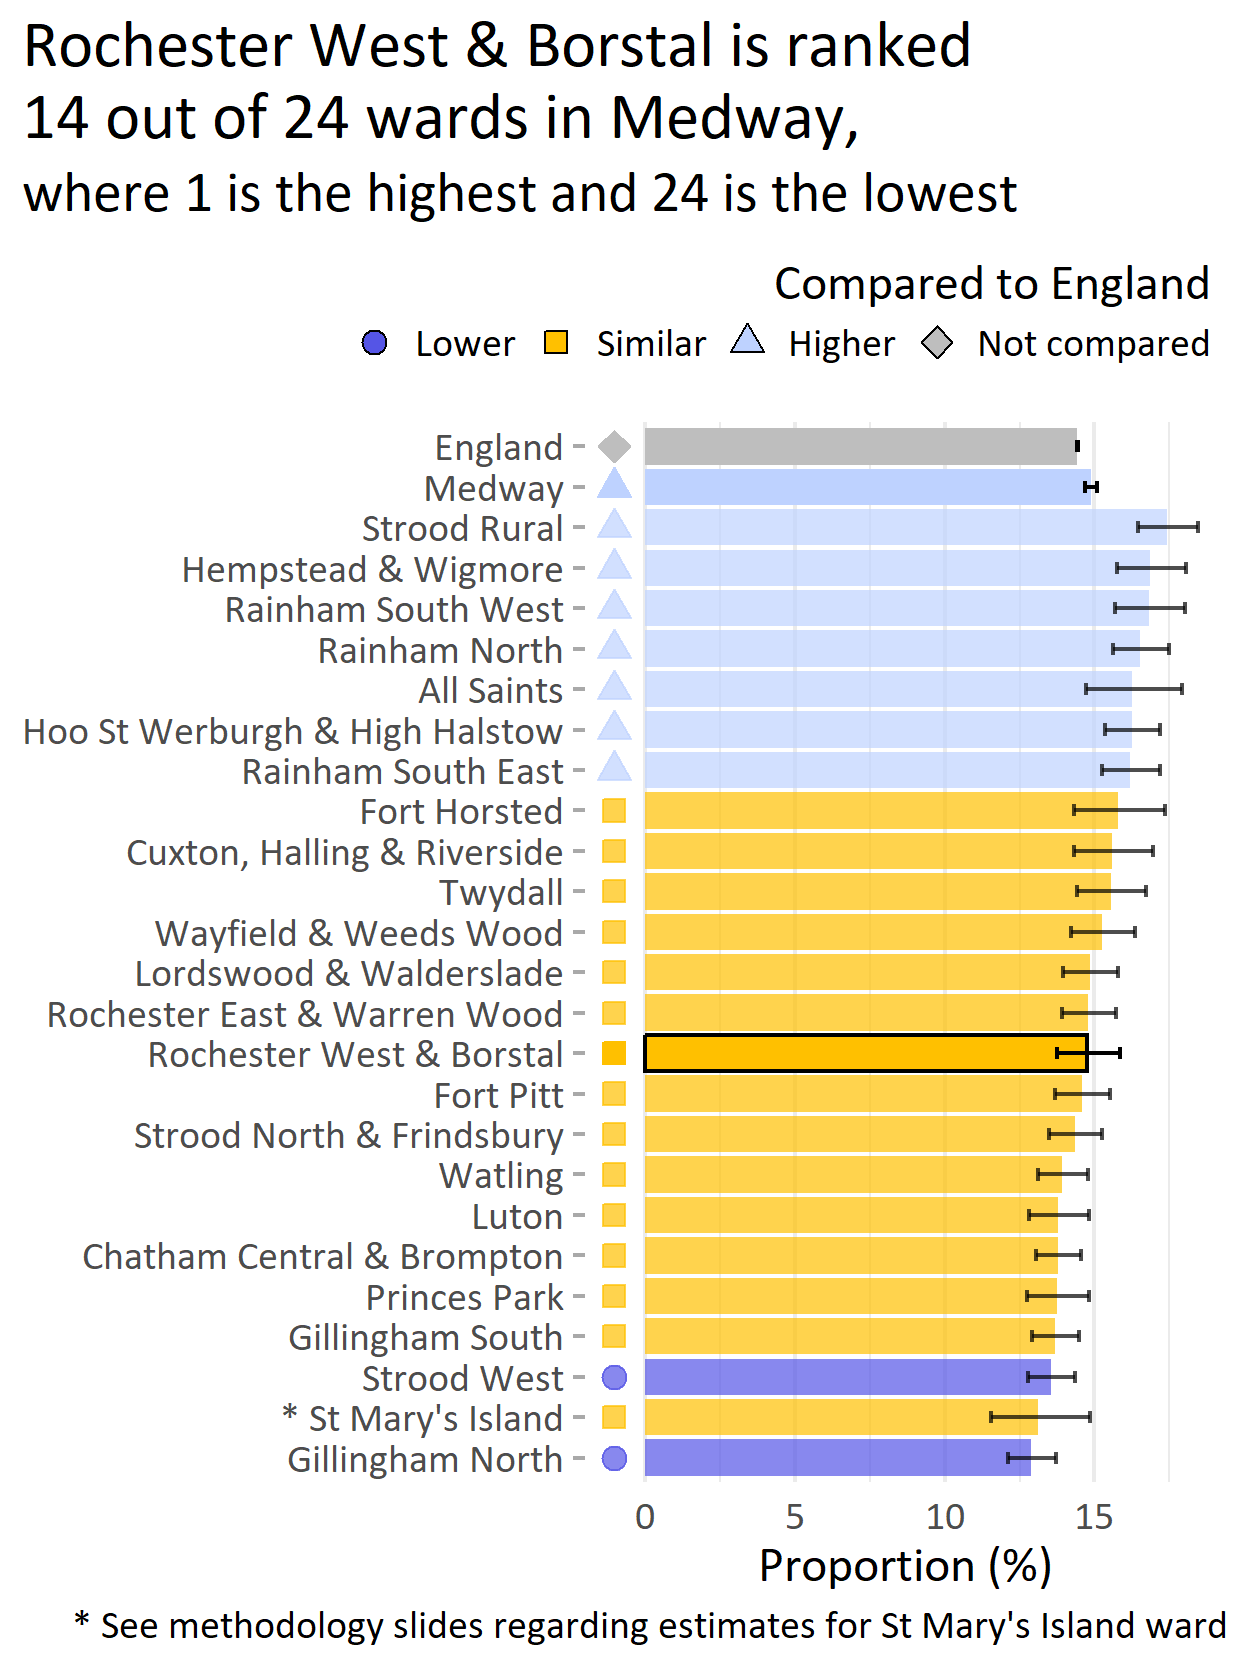 Rochester West & Borstal is ranked
14 out of 24 wards in Medway,
where 1 is the highest and 24 is the lowest
Compared to England
Lower Similar Higher Not compared
England
Medway
Strood Rural
Hempstead & Wigmore
Rainham South West
Rainham North
All Saints
Hoo St Werburgh & High Halstow
Rainham South East
Fort Horsted
Cuxton, Halling & Riverside
Twydall
Wayfield & Weeds Wood
Lordswood & Walderslade
Rochester East & Warren Wood
Rochester West & Borstal
Fort Pitt
Strood North & Frindsbury
Watling
Luton
Chatham Central & Brompton
Princes Park
Gillingham South
Strood West
* St Mary's Island
Gillingham North
0 5 10 15
Proportion (%)
* See methodology slides regarding estimates for St Mary's Island ward